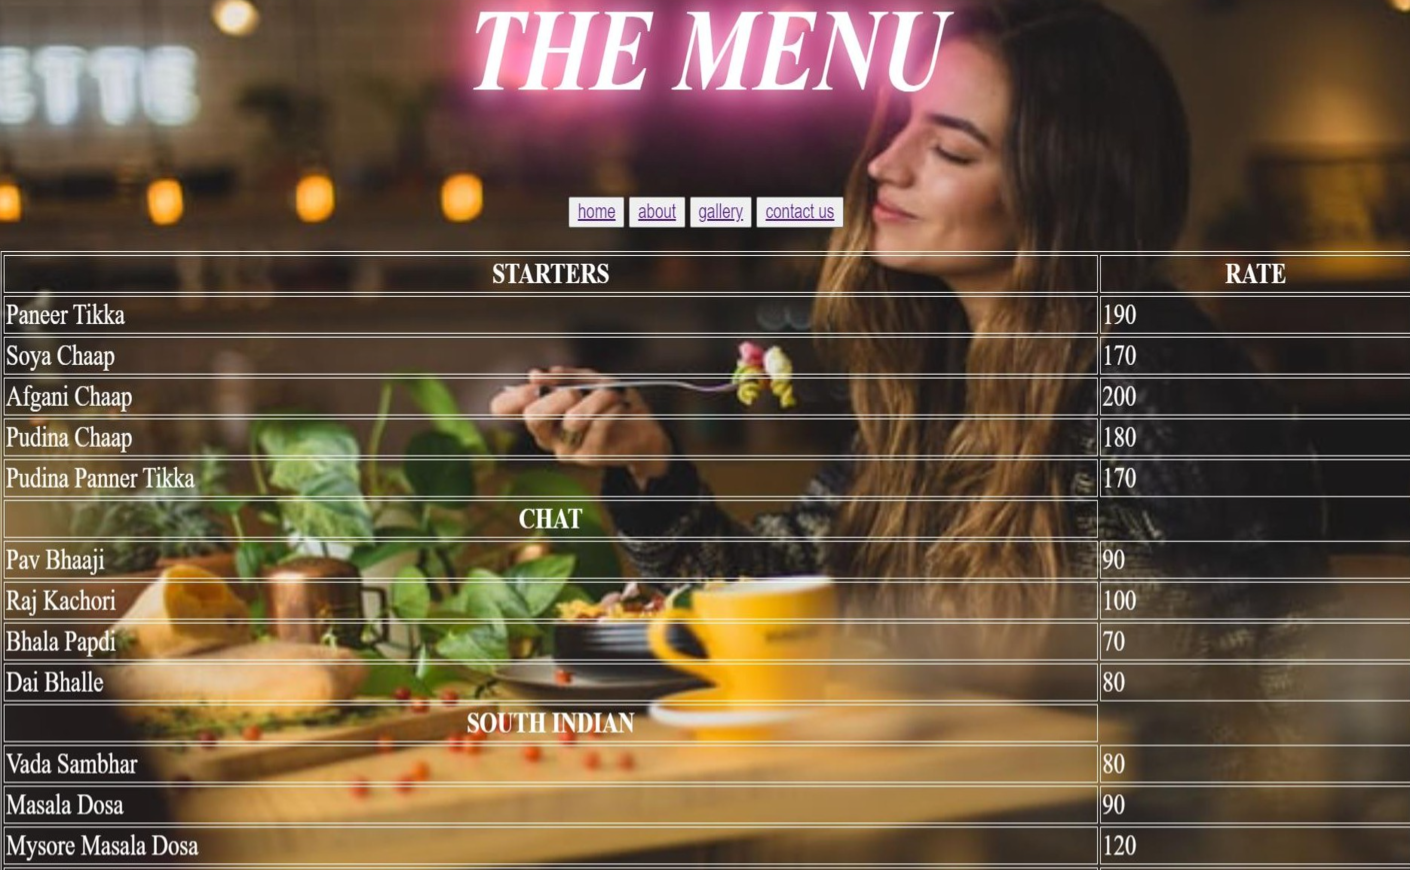 THE MENU
ETTE
home about gallery contact us
STARTERS RATE
Paneer Tikka 190
Soya Chaap 170
Afgani Chaap 200
Pudina Chaap 180
Pudina Panner Tikka 170
CHAT
Pav Bhaaji 90
Raj Kachori 100
Bhala Papdi 70
Dai Bhalle 80
SOUTH INDIAN
Vada Sambhar 80
Masala Dosa 90
Mysore Masala Dosa 120